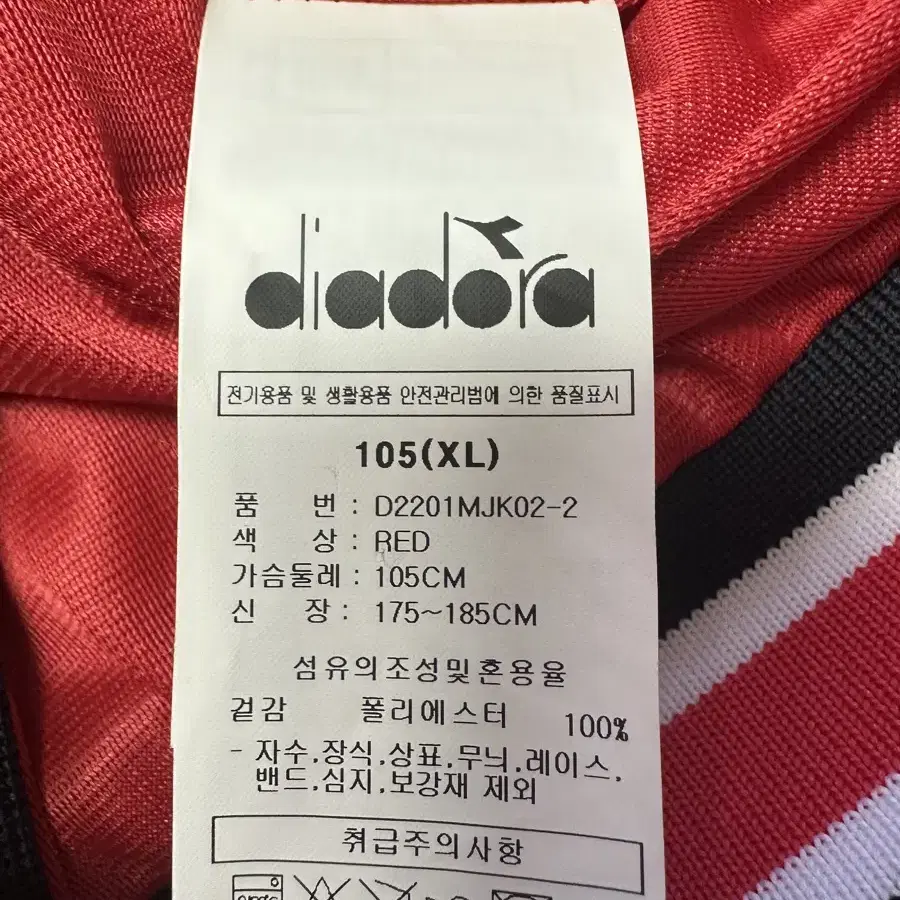 diadora
전기용품 및 생활용품 안전관리법에 의한 품질표시
105(XL)
품 번 : D2201MJK02-2
색 상 : RED
가슴둘레 : 105CM
신 장 : 175~185CM
섬유의조성및혼용율
겉감 폴리에스터 100%
- 자수.장식.상표.무늬.레이스.
밴드.심지.보강재 제외
취급주의사항